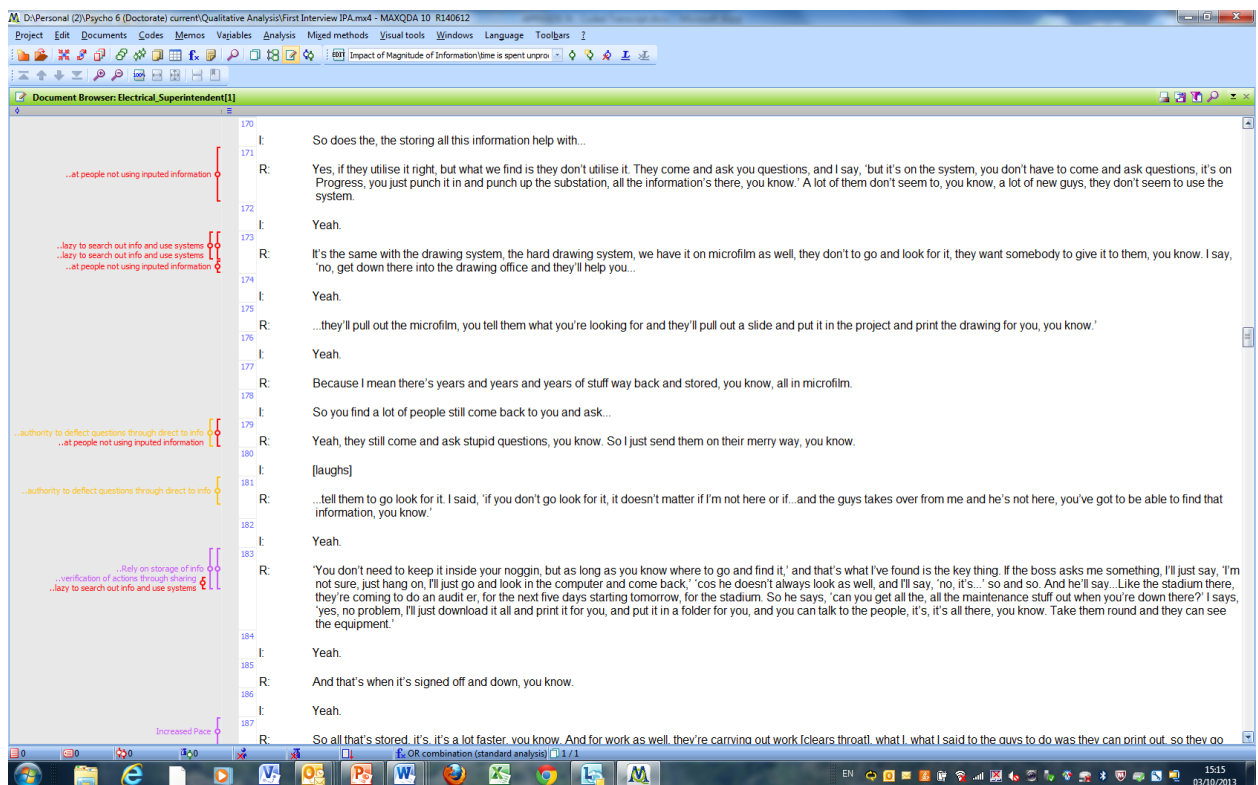 D:\Personal (2)\Psycho 6 (Doctorate) current\Qualitative Analysis\First Interview IPA.mx4 - MAXQDA 10 R140612
Project Edit Documents Codes Memos Variables Analysis Mixed methods Visual tools Windows Language Toolbars ?
EDIT Impact of Magnitude of Information\time is spent unpro
Document Browser: Electrical_Superintendent[1]
170
I: So does the, the storing all this information help with...
171
..at people not using inputed information
R: Yes, if they utilise it right, but what we find is they don't utilise it. They come and ask you questions, and I say, 'but it's on the system, you don't have to come and ask questions, it's on
Progress, you just punch it in and punch up the substation, all the information's there, you know.' A lot of them don't seem to, you know, a lot of new guys, they don't seem to use the
system.
172
I: Yeah.
173
..lazy to search out info and use systems
..lazy to search out info and use systems
..at people not using inputed information
R: It's the same with the drawing system, the hard drawing system, we have it on microfilm as well, they don't to go and look for it, they want somebody to give it to them, you know. I say,
'no, get down there into the drawing office and they'll help you...
174
I: Yeah.
175
R: ...they'll pull out the microfilm, you tell them what you're looking for and they'll pull out a slide and put it in the project and print the drawing for you, you know.'
176
I: Yeah.
177
R: Because I mean there's years and years and years of stuff way back and stored, you know, all in microfilm.
178
I: So you find a lot of people still come back to you and ask...
179
..authority to deflect questions through direct to info
..at people not using inputed information
R: Yeah, they still come and ask stupid questions, you know. So I just send them on their merry way, you know.
180
I: [laughs]
181
..authority to deflect questions through direct to info
R: ...tell them to go look for it. I said, 'if you don't go look for it, it doesn't matter if I'm not here or if...and the guys takes over from me and he's not here, you've got to be able to find that
information, you know.'
182
I: Yeah.
183
..Rely on storage of info
..verification of actions through sharing
..lazy to search out info and use systems
R: 'You don't need to keep it inside your noggin, but as long as you know where to go and find it,' and that's what I've found is the key thing. If the boss asks me something, I'll just say, 'I'm
not sure, just hang on, I'll just go and look in the computer and come back,' 'cos he doesn't always look as well, and I'll say, 'no, it's...' so and so. And he'll say...Like the stadium there,
they're coming to do an audit er, for the next five days starting tomorrow, for the stadium. So he says, 'can you get all the, all the maintenance stuff out when you're down there?' I says,
'yes, no problem, I'll just download it all and print it for you, and put it in a folder for you, and you can talk to the people, it's, it's all there, you know. Take them round and they can see
the equipment.'
184
I: Yeah.
185
R: And that's when it's signed off and down, you know.
186
I: Yeah.
187
Increased Pace
R: So all that's stored, it's, it's a lot faster, you know. And for work as well, they're carrying out work [clears throat], what I, what I said to the guys to do was they can print out, so they go
0 0 0 0 OR combination (standard analysis) 1 / 1
EN 15:15
03/10/2013